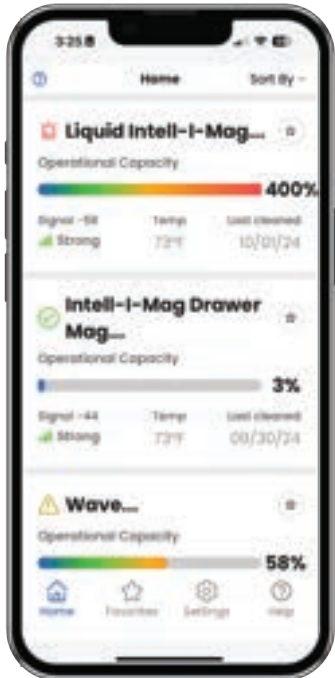 3:25
Home
Sort By
Liquid Intell-I-Mag...
Operational Capacity
400%
Signal -58
Temp
Last cleaned
Strong
73°F
10/01/24
Intell-I-Mag Drawer
Mag...
Operational Capacity
3%
Signal -44
Temp
Last cleaned
Strong
73°F
09/30/24
Wave...
Operational Capacity
58%
Home
Favorites
Settings
Help